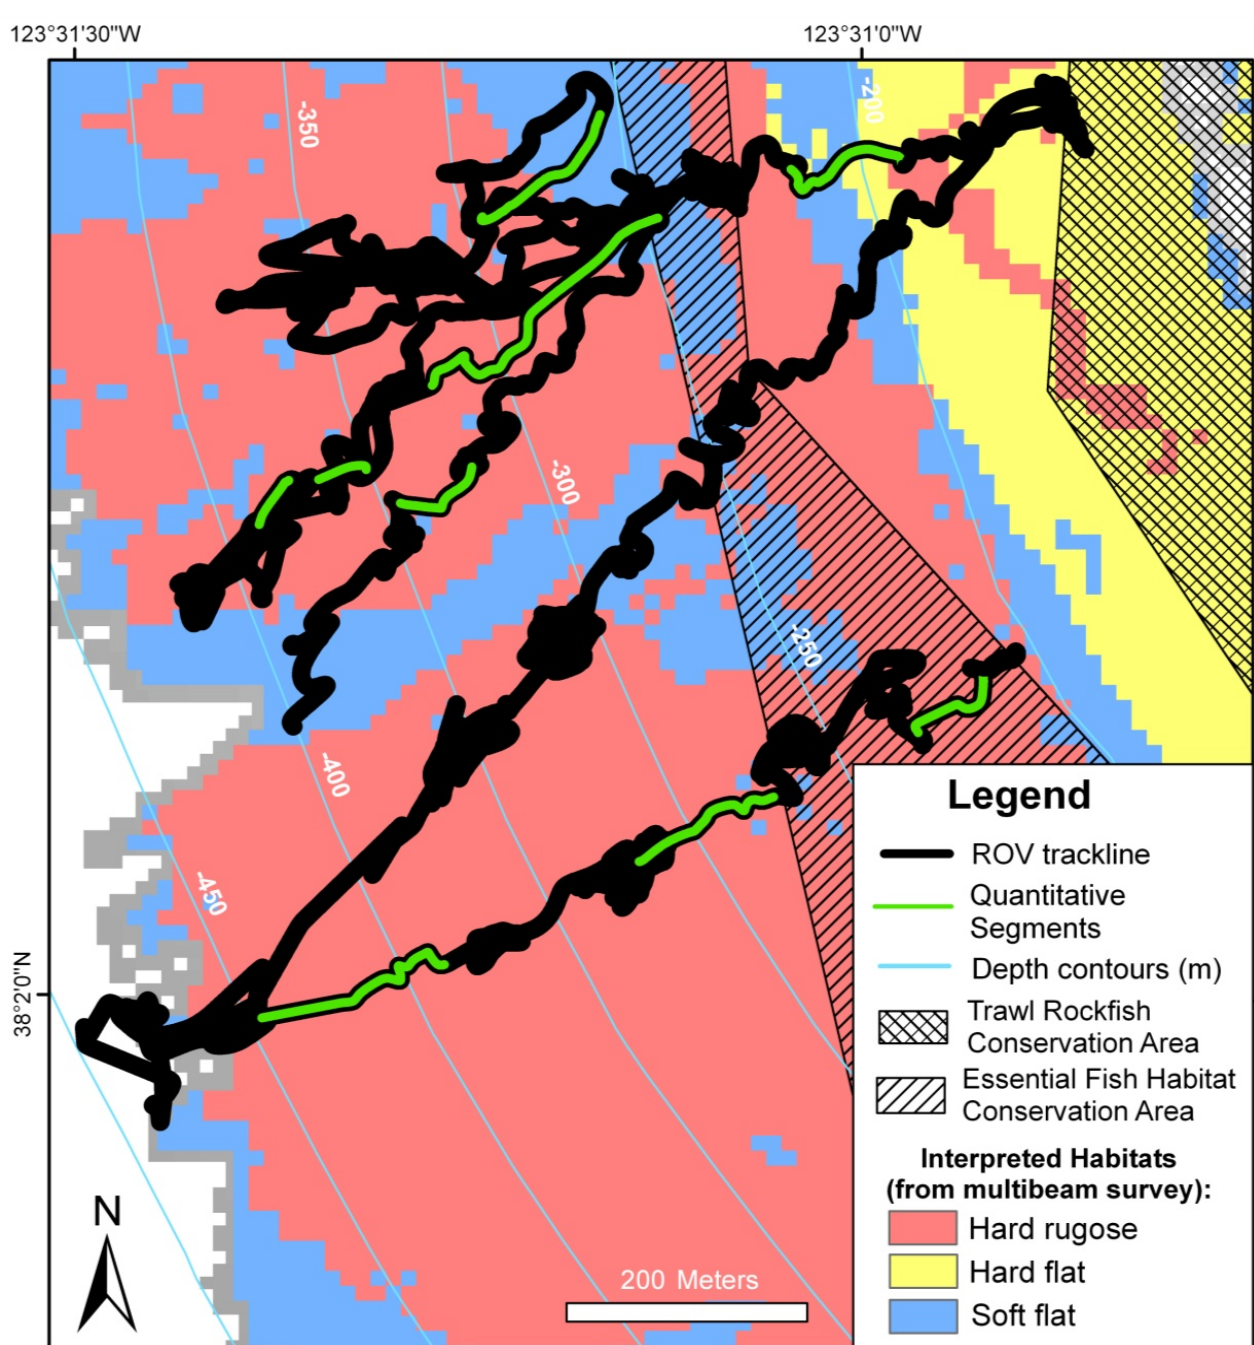 123°31'30"W
123°31'0"W
-350
-200
-300
-250
-400
-450
38°2'0"N
N
200 Meters
Legend
ROV trackline
Quantitative
Segments
Depth contours (m)
Trawl Rockfish
Conservation Area
Essential Fish Habitat
Conservation Area
Interpreted Habitats
(from multibeam survey):
Hard rugose
Hard flat
Soft flat